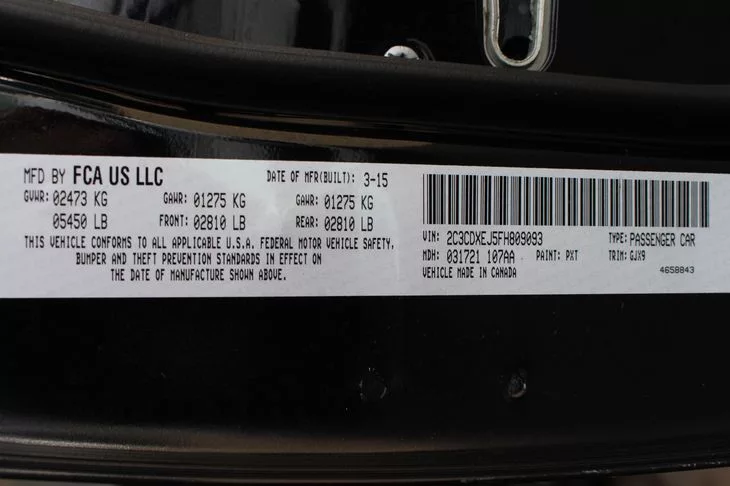 MFD BY FCA US LLC DATE OF MFR(BUILT): 3-15
GVWR: 02473 KG GAWR: 01275 KG GAWR: 01275 KG
05450 LB FRONT: 02810 LB REAR: 02810 LB
THIS VEHICLE CONFORMS TO ALL APPLICABLE U.S.A. FEDERAL MOTOR VEHICLE SAFETY,
BUMPER AND THEFT PREVENTION STANDARDS IN EFFECT ON
THE DATE OF MANUFACTURE SHOWN ABOVE.
VIN: 2C3CDXEJ5FH809093 TYPE: PASSENGER CAR
MDH: 031721 107AA PAINT: PXT TRIM: GJX9
VEHICLE MADE IN CANADA 4658843